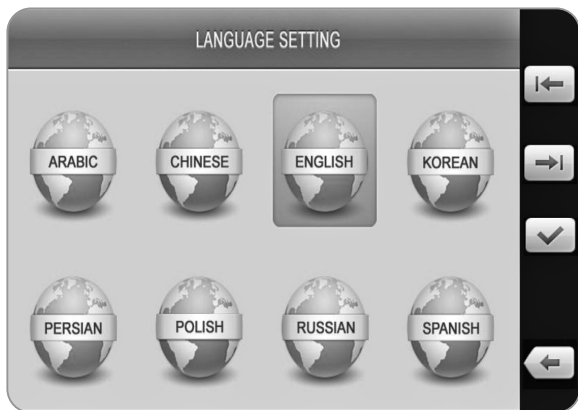 LANGUAGE SETTING
ARABIC
CHINESE
ENGLISH
KOREAN
PERSIAN
POLISH
RUSSIAN
SPANISH